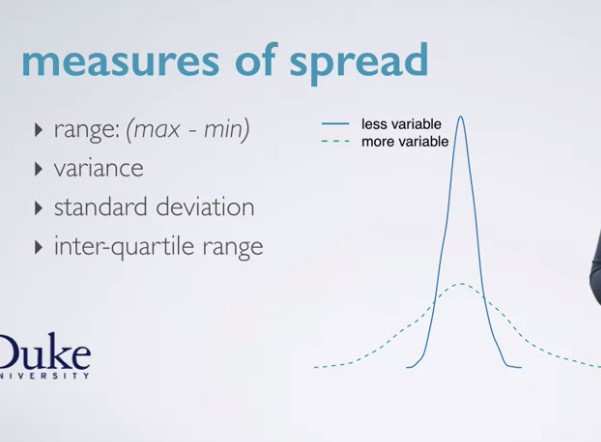 measures of spread
range: (max - min)
variance
standard deviation
inter-quartile range
less variable
more variable
Duke
UNIVERSITY